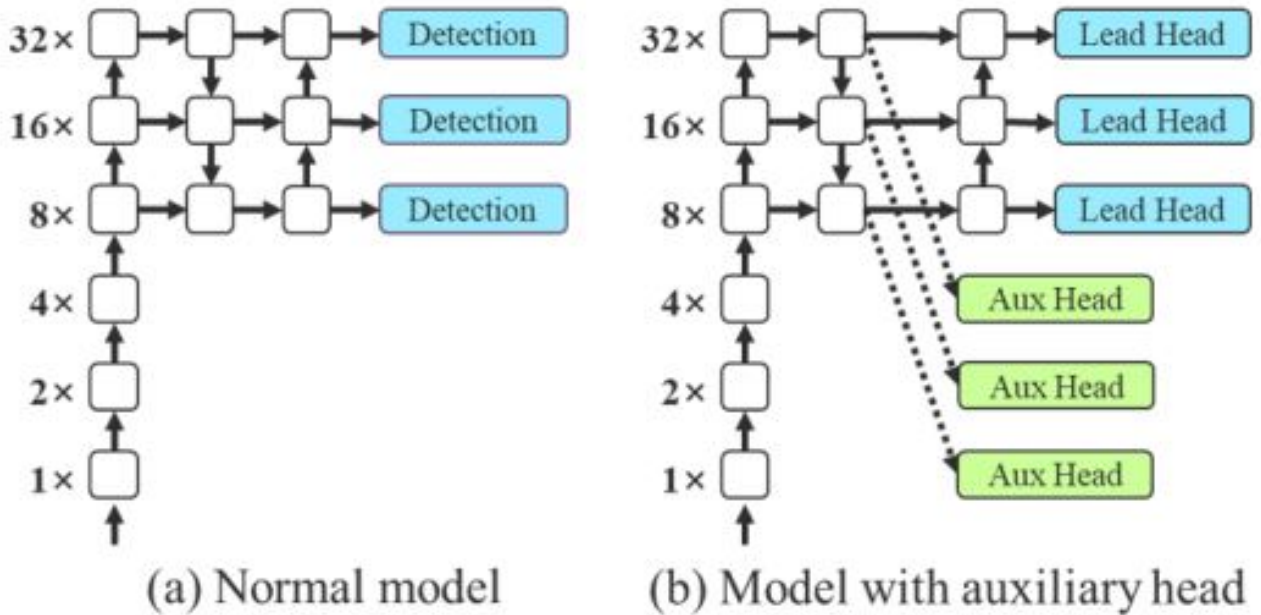 32× Detection 32× Lead Head
16× Detection 16× Lead Head
8× Detection 8× Lead Head
4× 4× Aux Head
2× 2× Aux Head
1× 1× Aux Head
(a) Normal model (b) Model with auxiliary head